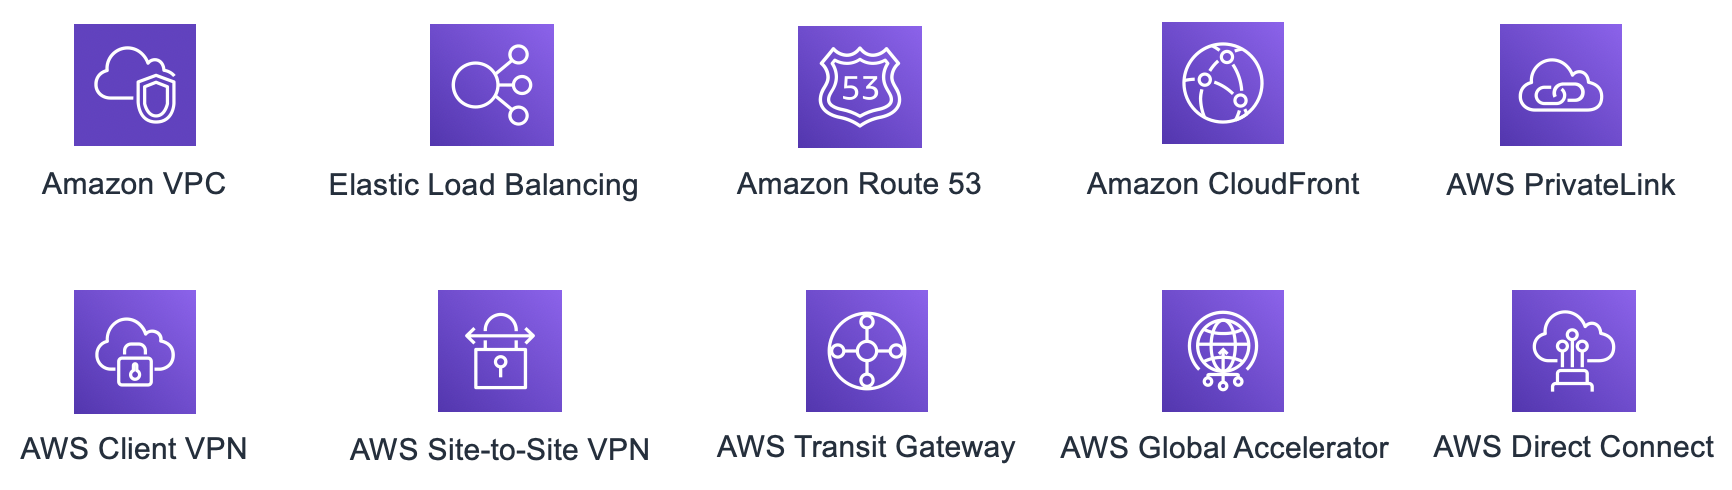 53
Amazon VPC
Elastic Load Balancing
Amazon Route 53
Amazon CloudFront
AWS PrivateLink
AWS Client VPN
AWS Site-to-Site VPN
AWS Transit Gateway
AWS Global Accelerator
AWS Direct Connect